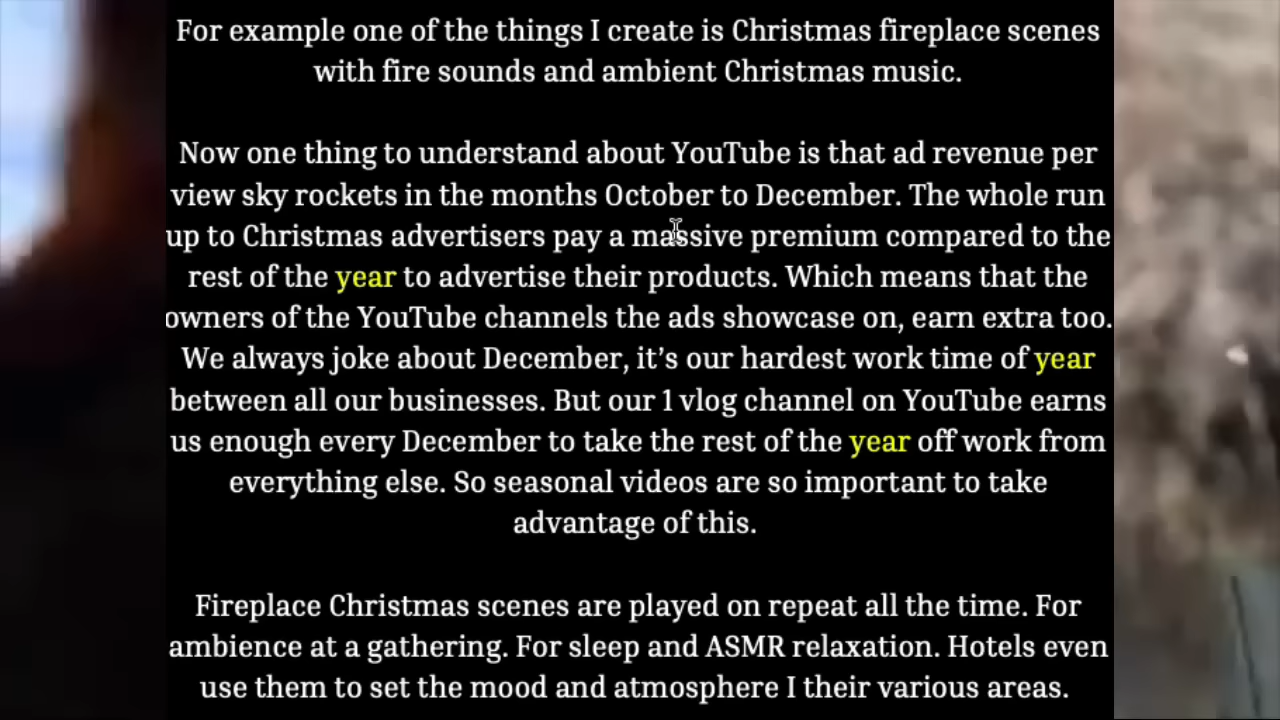 For example one of the things I create is Christmas fireplace scenes
with fire sounds and ambient Christmas music.
Now one thing to understand about YouTube is that ad revenue per
view sky rockets in the months October to December. The whole run
up to Christmas advertisers pay a massive premium compared to the
rest of the year to advertise their products. Which means that the
owners of the YouTube channels the ads showcase on, earn extra too.
We always joke about December, it’s our hardest work time of year
between all our businesses. But our 1 vlog channel on YouTube earns
us enough every December to take the rest of the year off work from
everything else. So seasonal videos are so important to take
advantage of this.
Fireplace Christmas scenes are played on repeat all the time. For
ambience at a gathering. For sleep and ASMR relaxation. Hotels even
use them to set the mood and atmosphere I their various areas.